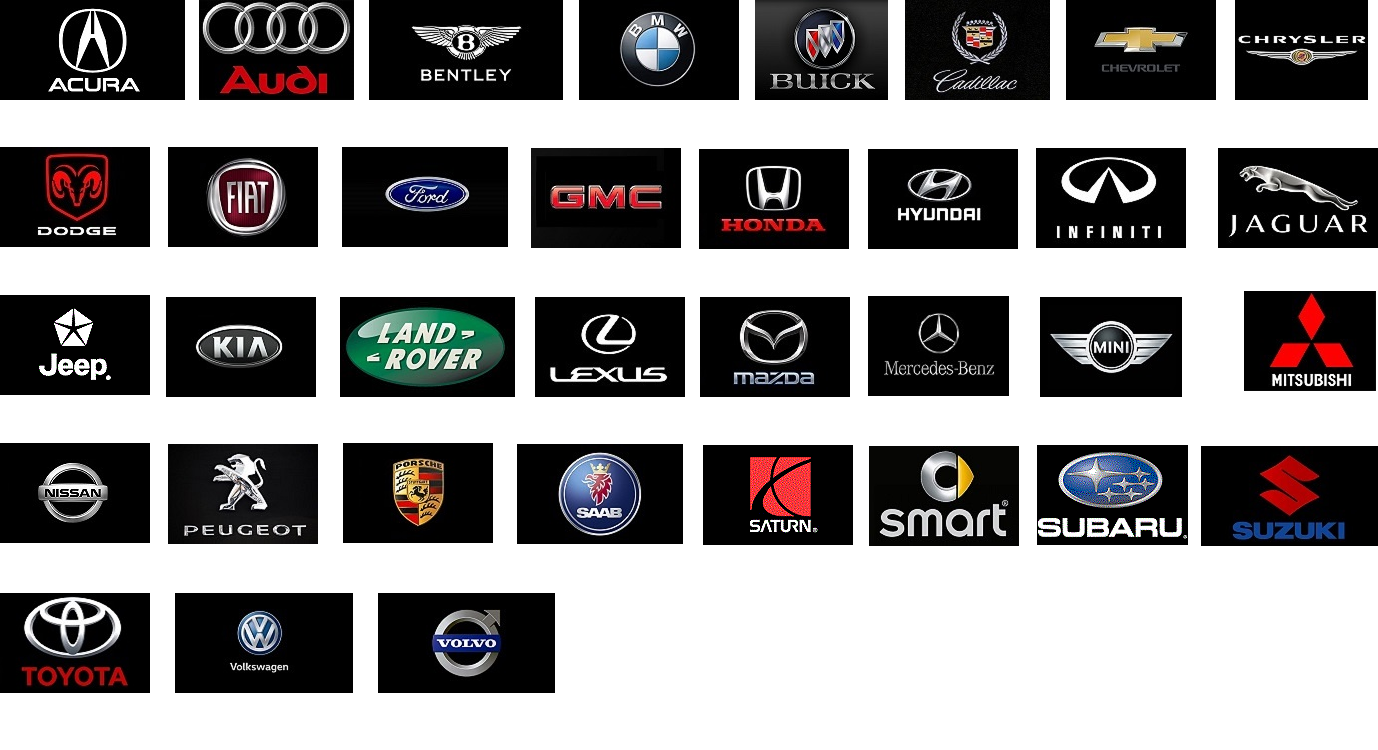 ACURA
Audi
B
BENTLEY
BMW
BUICK
Cadillac
CHEVROLET
CHRYSLER
DODGE
FIAT
Ford
GMC
HONDA
HYUNDAI
INFINITI
JAGUAR
Jeep.
KIA
LAND
ROVER
LEXUS
mazda
Mercedes-Benz
MINI
MITSUBISHI
NISSAN
PEUGEOT
PORSCHE
SAAB
SATURN®
smart®
SUBARU®
SUZUKI
TOYOTA
Volkswagen
VOLVO